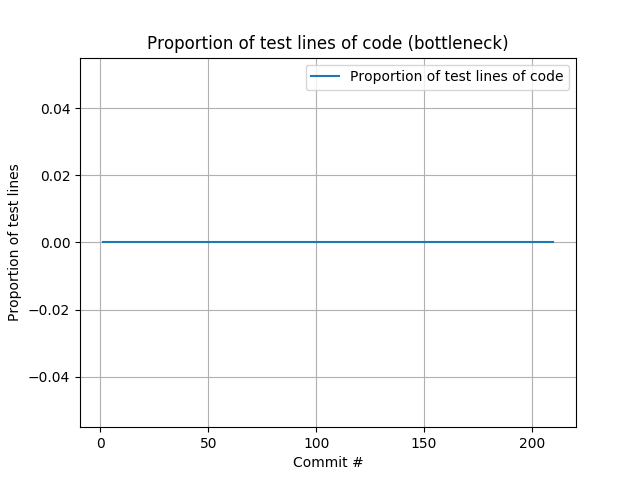 Proportion of test lines of code (bottleneck)
Proportion of test lines of code
Proportion of test lines
0.04
0.02
0.00
−0.02
−0.04
0
50
100
150
200
Commit #